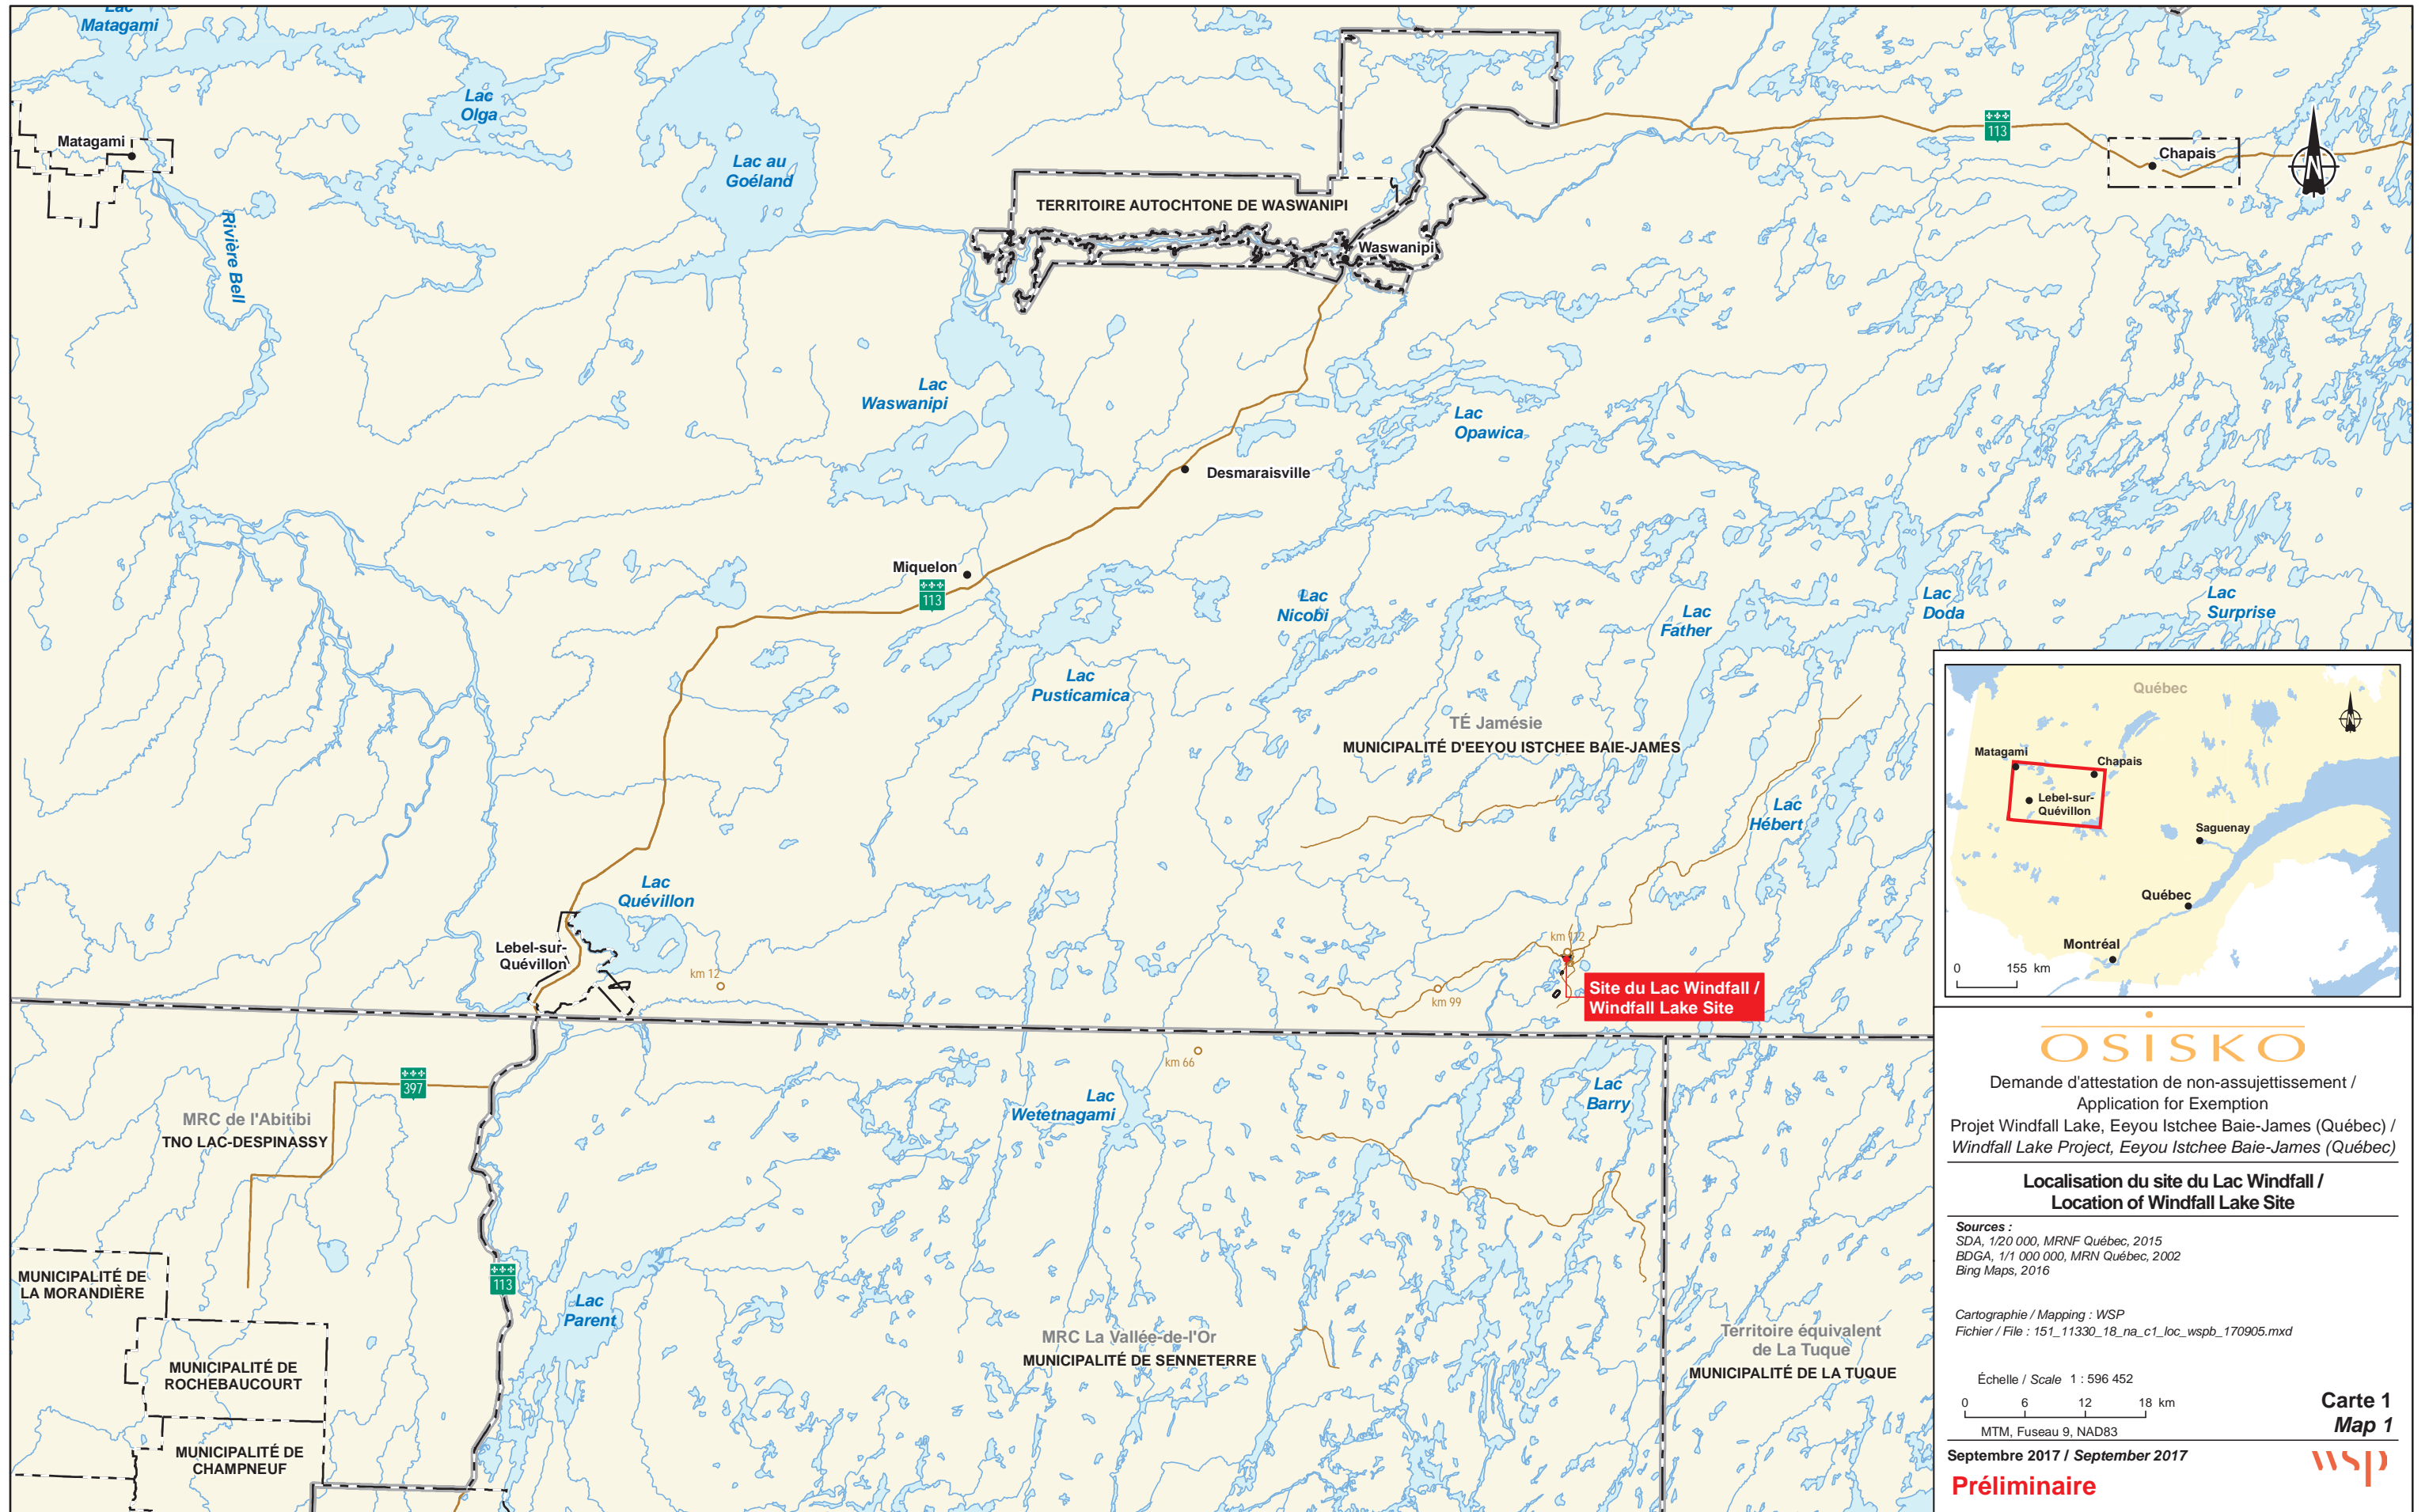 Lac
Matagami
Lac
Olga
Matagami
Rivière Bell
Lac au
Goéland
TERRITOIRE AUTOCHTONE DE WASWANIPI
Waswanipi
113
Chapais
N
Lac
Waswanipi
Lac
Opawica
Desmaraisville
Miquelon
113
Lac
Nicobi
Lac
Father
Lac
Doda
Lac
Surprise
Lac
Pusticamica
TÉ Jamésie
MUNICIPALITÉ D'EEYOU ISTCHEE BAIE-JAMES
Lac
Hébert
Lac
Quévillon
Lebel-sur-
Quévillon
km 12
km 112
km 99
Site du Lac Windfall /
Windfall Lake Site
km 66
397
MRC de l'Abitibi
TNO LAC-DESPINASSY
Lac
Wetetnagami
Lac
Barry
MUNICIPALITÉ DE
LA MORANDIÈRE
113
Lac
Parent
MRC La Vallée-de-l'Or
MUNICIPALITÉ DE SENNETERRE
Territoire équivalent
de La Tuque
MUNICIPALITÉ DE LA TUQUE
MUNICIPALITÉ DE
ROCHEBAUCOURT
MUNICIPALITÉ DE
CHAMPNEUF
Québec
N
Matagami
Chapais
Lebel-sur-
Quévillon
Saguenay
Québec
Montréal
0 155 km
OSISKO
Demande d'attestation de non-assujettissement /
Application for Exemption
Projet Windfall Lake, Eeyou Istchee Baie-James (Québec) /
Windfall Lake Project, Eeyou Istchee Baie-James (Québec)
Localisation du site du Lac Windfall /
Location of Windfall Lake Site
Sources :
SDA, 1/20 000, MRNF Québec, 2015
BDGA, 1/1 000 000, MRN Québec, 2002
Bing Maps, 2016
Cartographie / Mapping : WSP
Fichier / File : 151_11330_18_na_c1_loc_wspb_170905.mxd
Échelle / Scale 1 : 596 452
0 6 12 18 km
MTM, Fuseau 9, NAD83
Carte 1
Map 1
Septembre 2017 / September 2017
Préliminaire
wsp